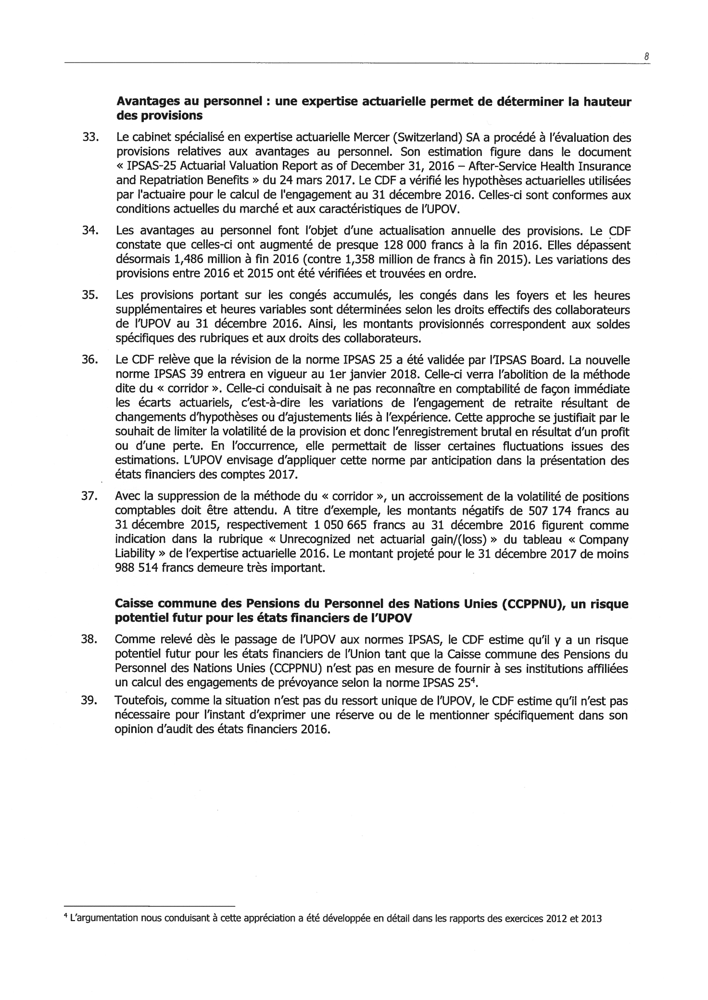 8
Avantages au personnel : une expertise actuarielle permet de déterminer la hauteur
des provisions
33. Le cabinet spécialisé en expertise actuarielle Mercer (Switzerland) SA a procédé à l'évaluation des
provisions relatives aux avantages au personnel. Son estimation figure dans le document
« IPSAS-25 Actuarial Valuation Report as of December 31, 2016 – After-Service Health Insurance
and Repatriation Benefits » du 24 mars 2017. Le CDF a vérifié les hypothèses actuarielles utilisées
par l'actuaire pour le calcul de l'engagement au 31 décembre 2016. Celles-ci sont conformes aux
conditions actuelles du marché et aux caractéristiques de l'UPOV.
34. Les avantages au personnel font l'objet d'une actualisation annuelle des provisions. Le CDF
constate que celles-ci ont augmenté de presque 128 000 francs à la fin 2016. Elles dépassent
désormais 1,486 million à fin 2016 (contre 1,358 million de francs à fin 2015). Les variations des
provisions entre 2016 et 2015 ont été vérifiées et trouvées en ordre.
35. Les provisions portant sur les congés accumulés, les congés dans les foyers et les heures
supplémentaires et heures variables sont déterminées selon les droits effectifs des collaborateurs
de l'UPOV au 31 décembre 2016. Ainsi, les montants provisionnés correspondent aux soldes
spécifiques des rubriques et aux droits des collaborateurs.
36. Le CDF relève que la révision de la norme IPSAS 25 a été validée par l'IPSAS Board. La nouvelle
norme IPSAS 39 entrera en vigueur au 1er janvier 2018. Celle-ci verra l'abolition de la méthode
dite du « corridor ». Celle-ci conduisait à ne pas reconnaître en comptabilité de façon immédiate
les écarts actuariels, c'est-à-dire les variations de l'engagement de retraite résultant de
changements d'hypothèses ou d'ajustements liés à l'expérience. Cette approche se justifiait par le
souhait de limiter la volatilité de la provision et donc l'enregistrement brutal en résultat d'un profit
ou d'une perte. En l'occurrence, elle permettait de lisser certaines fluctuations issues des
estimations. L'UPOV envisage d'appliquer cette norme par anticipation dans la présentation des
états financiers des comptes 2017.
37. Avec la suppression de la méthode du « corridor », un accroissement de la volatilité de positions
comptables doit être attendu. A titre d'exemple, les montants négatifs de 507 174 francs au
31 décembre 2015, respectivement 1 050 665 francs au 31 décembre 2016 figurent comme
indication dans la rubrique « Unrecognized net actuarial gain/(loss) » du tableau « Company
Liability » de l'expertise actuarielle 2016. Le montant projeté pour le 31 décembre 2017 de moins
988 514 francs demeure très important.
Caisse commune des Pensions du Personnel des Nations Unies (CCPPNU), un risque
potentiel futur pour les états financiers de l'UPOV
38. Comme relevé dès le passage de l'UPOV aux normes IPSAS, le CDF estime qu'il y a un risque
potentiel futur pour les états financiers de l'Union tant que la Caisse commune des Pensions du
Personnel des Nations Unies (CCPPNU) n'est pas en mesure de fournir à ses institutions affiliées
un calcul des engagements de prévoyance selon la norme IPSAS 25⁴.
39. Toutefois, comme la situation n'est pas du ressort unique de l'UPOV, le CDF estime qu'il n'est pas
nécessaire pour l'instant d'exprimer une réserve ou de le mentionner spécifiquement dans son
opinion d'audit des états financiers 2016.
⁴ L'argumentation nous conduisant à cette appréciation a été développée en détail dans les rapports des exercices 2012 et 2013